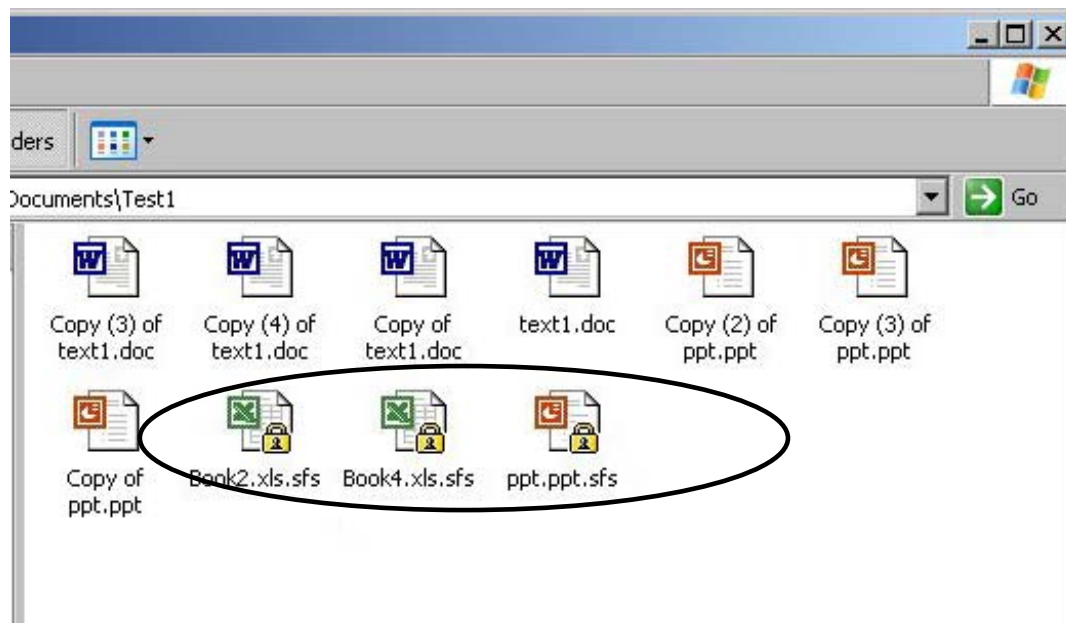 ders
Documents\Test1
Go
Copy (3) of
text1.doc
Copy (4) of
text1.doc
Copy of
text1.doc
text1.doc
Copy (2) of
ppt.ppt
Copy (3) of
ppt.ppt
Copy of
ppt.ppt
Book2.xls.sfs
Book4.xls.sfs
ppt.ppt.sfs